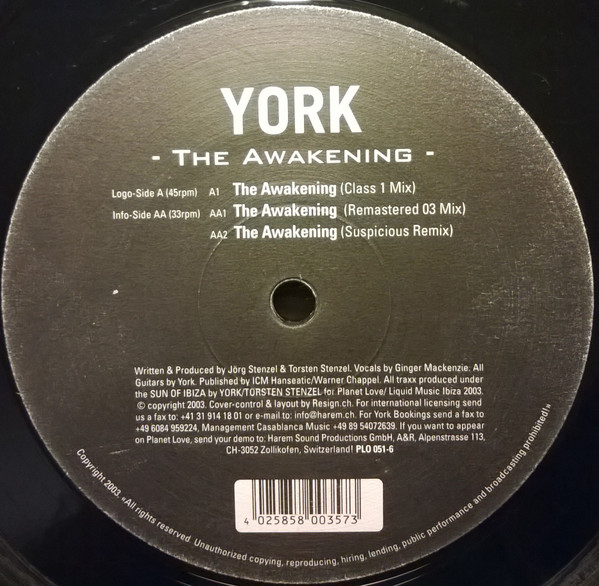 YORK
- THE AWAKENING -
Logo-Side A (45rpm) A1 The Awakening (Class 1 Mix)
Info-Side AA (33rpm) AA1 The Awakening (Remastered 03 Mix)
AA2 The Awakening (Suspicious Remix)
Written & Produced by Jörg Stenzel & Torsten Stenzel. Vocals by Ginger Mackenzie. All
Guitars by York. Published by ICM Hanseatic/Warner Chappel. All traxx produced under
the SUN OF IBIZA by YORK/TORSTEN STENZEL for Planet Love/ Liquid Music Ibiza 2003.
© copyright 2003. Cover-control & layout by Resign.ch. For international licensing send
us a fax to: +41 31 914 18 01 or e-mail to: info@harem.ch. For York Bookings send a fax to
+49 6084 959224, Management Casablanca Music +49 89 54072639. If you want to appear
on Planet Love, send your demo to: Harem Sound Productions GmbH, A&R, Alpenstrasse 113,
CH-3052 Zollikofen, Switzerland! PLO 051-6
4 025858 003573
Copyright 2003. «All rights reserved. Unauthorized copying, reproducing, hiring, lending, public performance and broadcasting prohibited!»